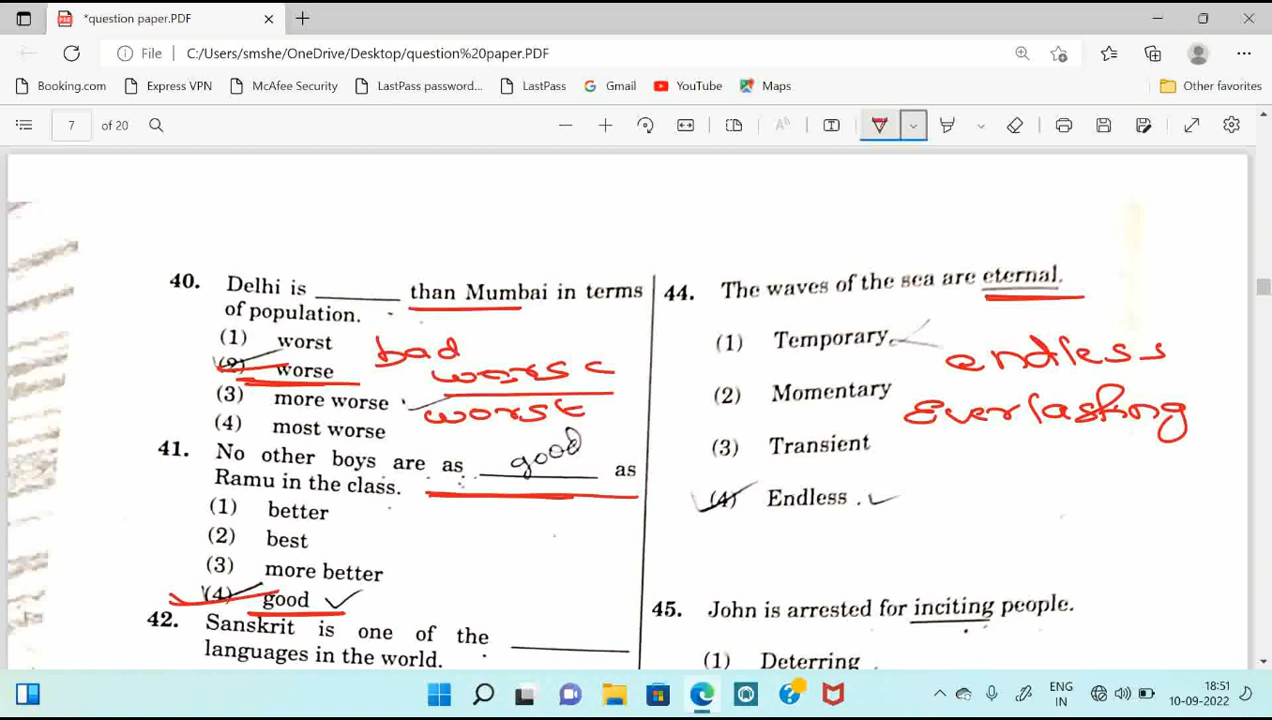 *question paper.PDF
File C:/Users/smshe/OneDrive/Desktop/question%20paper.PDF
Booking.com Express VPN McAfee Security LastPass password... LastPass Gmail YouTube Maps Other favorites
7 of 20
40. Delhi is ________ than Mumbai in terms
of population.
(1) worst
(2) worse
(3) more worse
(4) most worse
bad
worse
worst
41. No other boys are as good as
Ramu in the class.
(1) better
(2) best
(3) more better
(4) good
42. Sanskrit is one of the ________
languages in the world.
44. The waves of the sea are eternal.
(1) Temporary
(2) Momentary
(3) Transient
(4) Endless
endless
Everlasting
45. John is arrested for inciting people.
(1) Deterring
ENG
IN
18:51
10-09-2022